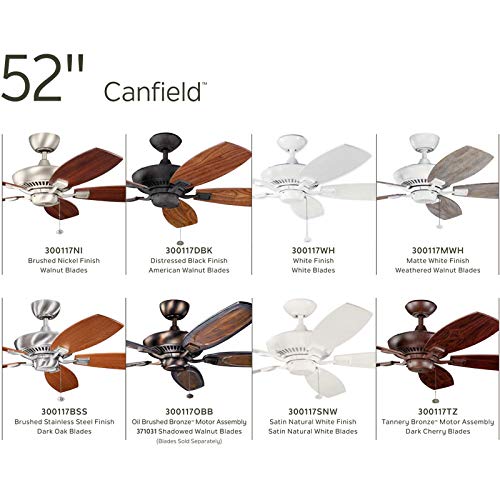 52" Canfield™
300117NI
Brushed Nickel Finish
Walnut Blades
300117DBK
Distressed Black Finish
American Walnut Blades
300117WH
White Finish
White Blades
300117MWH
Matte White Finish
Weathered Walnut Blades
300117BSS
Brushed Stainless Steel Finish
Dark Oak Blades
300117OBB
Oil Brushed Bronze™ Motor Assembly
371031 Shadowed Walnut Blades
(Blades Sold Separately)
300117SNW
Satin Natural White Finish
Satin Natural White Blades
300117TZ
Tannery Bronze™ Motor Assembly
Dark Cherry Blades